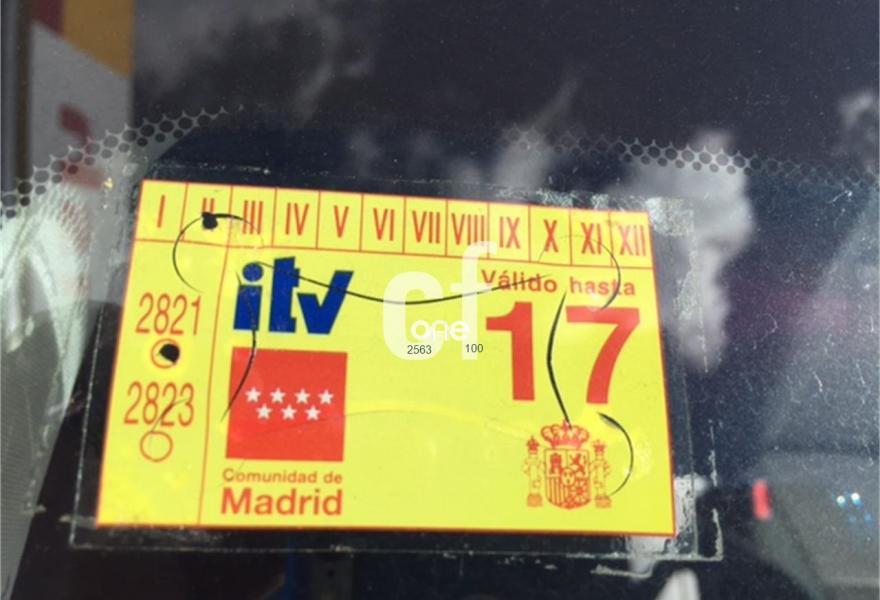 I II III IV V VI VII VIII IX X XI XII
itv
Válido hasta
17
2821
2823
Comunidad de
Madrid
cf
one
2563 100